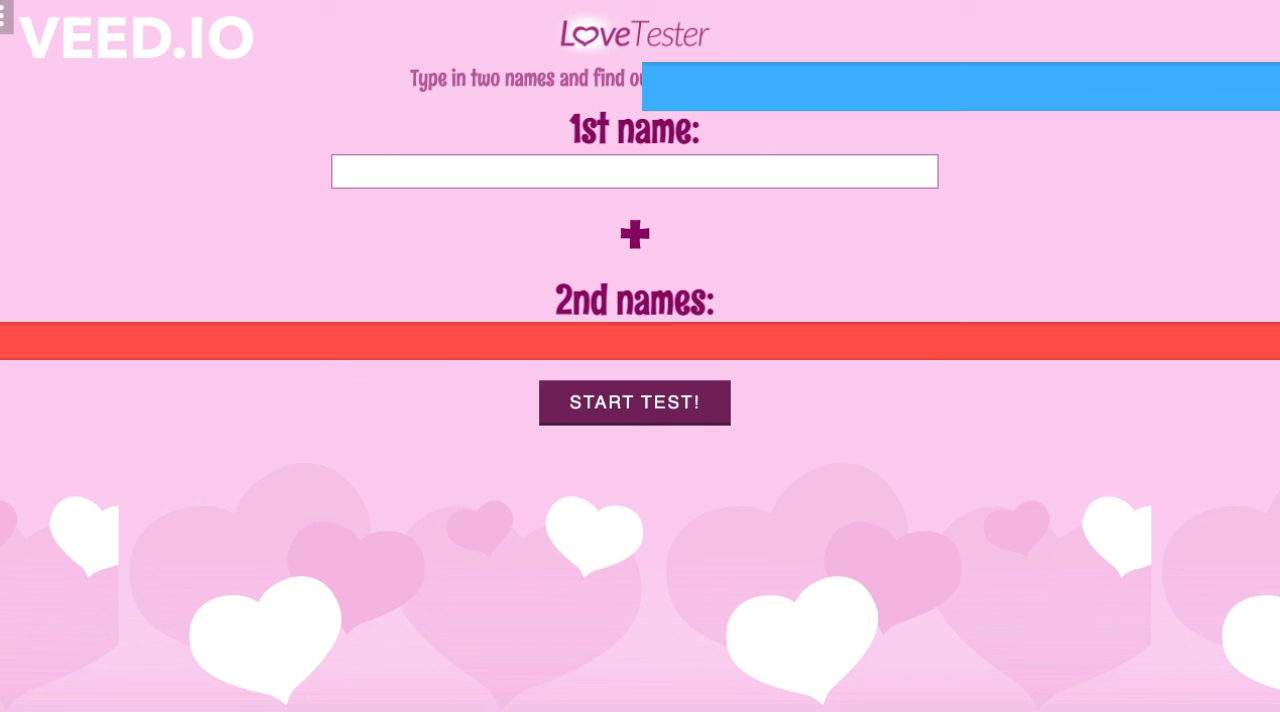 VEED.IO
LoveTester
Type in two names and find
1st name:
+
2nd names:
START TEST!